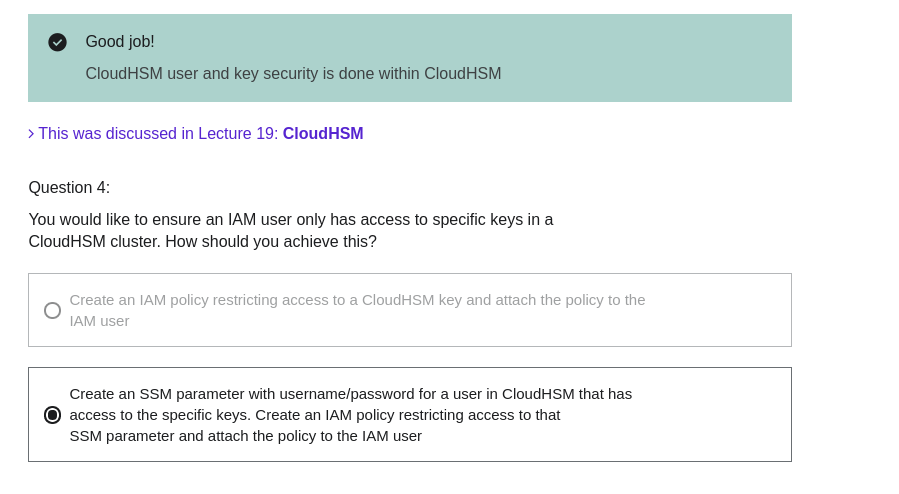 Good job!
CloudHSM user and key security is done within CloudHSM
This was discussed in Lecture 19: CloudHSM
Question 4:
You would like to ensure an IAM user only has access to specific keys in a
CloudHSM cluster. How should you achieve this?
Create an IAM policy restricting access to a CloudHSM key and attach the policy to the
IAM user
Create an SSM parameter with username/password for a user in CloudHSM that has
access to the specific keys. Create an IAM policy restricting access to that
SSM parameter and attach the policy to the IAM user